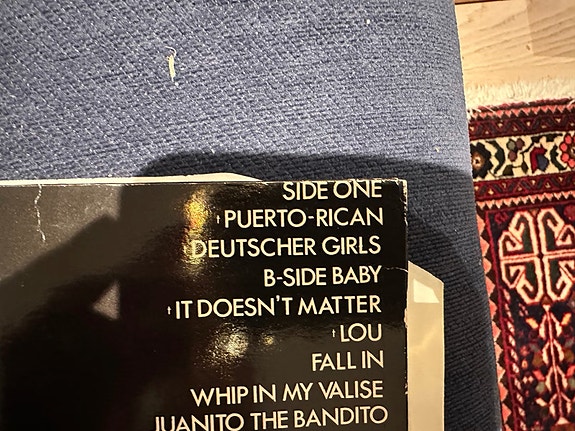 SIDE ONE
† PUERTO-RICAN
DEUTSCHER GIRLS
B-SIDE BABY
† IT DOESN'T MATTER
† LOU
FALL IN
WHIP IN MY VALISE
JUANITO THE BANDITO